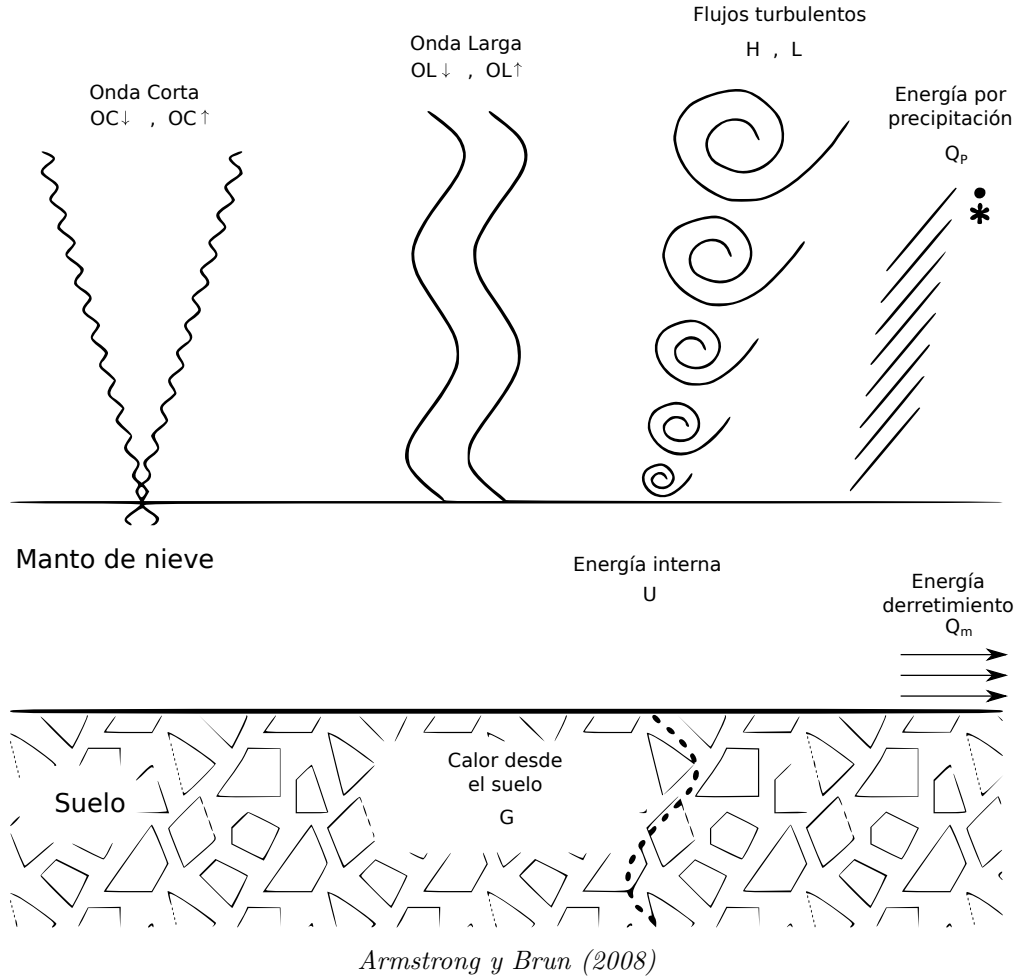 Flujos turbulentos
H , L
Onda Larga
OL↓ , OL↑
Onda Corta
OC↓ , OC↑
Energía por
precipitación
Qₚ
Manto de nieve
Energía interna
U
Energía
derretimiento
Qₘ
Calor desde
el suelo
G
Suelo
Armstrong y Brun (2008)